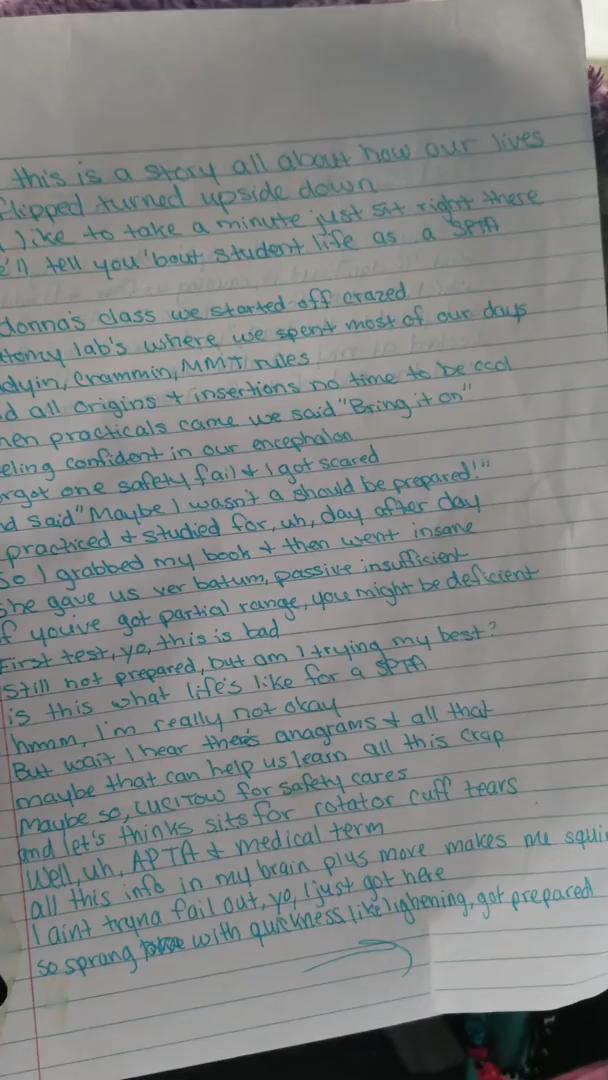 this is a story all about how our lives
flipped turned upside down
like to take a minute just sit right there
e'll tell you 'bout student life as a SPTA
donna's class we started off crazed
tomy lab's where we spent most of our days
dyin, Crammin, MMT rules
d all origins & insertions no time to be cool
hen practicals came we said "Bring it on"
eling confident in our encephalon
orgot one safety fail & I got scared
nd said "Maybe I wasn't a should be prepared!"
practiced & studied for, uh, day after day
So I grabbed my book & then went insane
She gave us ver batum, passive insufficient
If youive got partial range, you might be deficient
First test, yo, this is bad
Still not prepared, but am I trying my best?
is this what life's like for a SPTA
hmmm, I'm really not okay
But wait I hear there's anagrams & all that
maybe that can help us learn all this crap
Maybe so, LUCITOW for safety cares
and let's thinks sits for rotator cuff tears
Well, uh, APTA & medical term
all this info in my brain plus more makes me squi
I aint tryna fail out, yo, I just got here
so sprang with quickness like lighening, got prepared